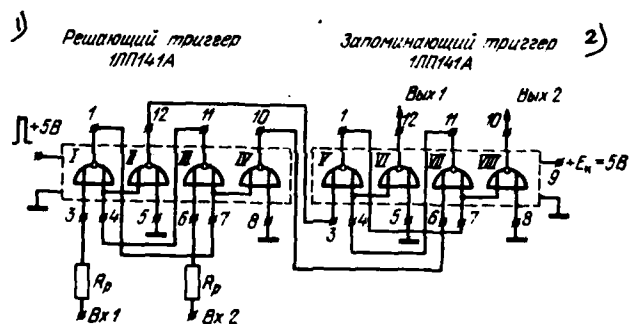 1) Решающий триггер Запоминающий триггер 2)
1ЛП141А 1ЛП141А
Вых 1 Вых 2
1 12 11 10 1 12 11 10
+5В
I II III IV V VI VII VIII
+Eн = 5В
9
3 4 5 6 7 8 3 4 5 6 7 8
Rр Rр
Вх 1 Вх 2